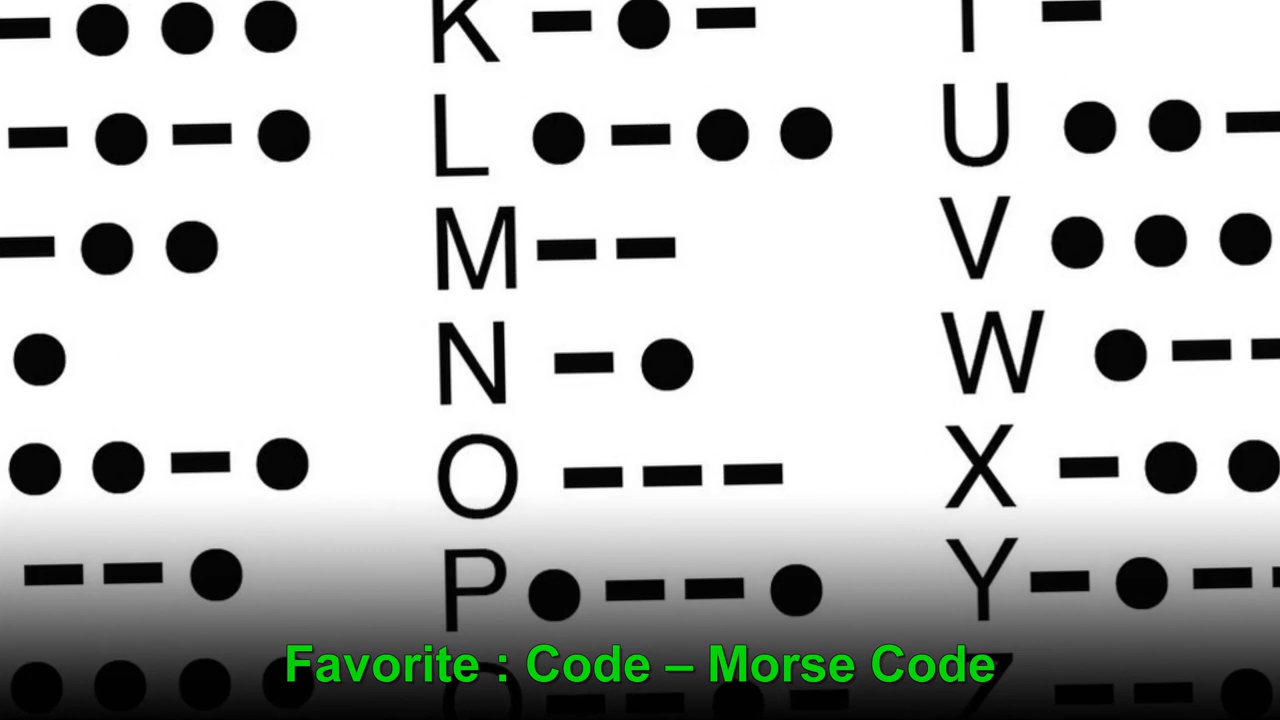 – ● ● ●
– ● – ●
– ● ●
●
● ● – ●
– – ●
● ● ● ●
K – ● –
L ● – ● ●
M – –
N – ●
O – – –
P ● – – ●
Q – – ● –
T –
U ● ● –
V ● ● ●
W ● – –
X – ● ●
Y – ● – –
Z – – ●
Favorite : Code – Morse Code